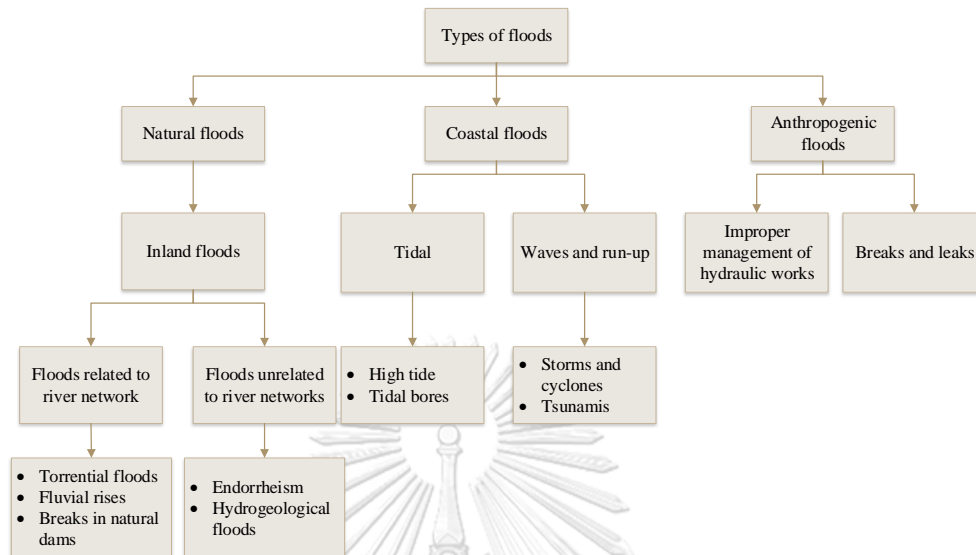 Types of floods
Natural floods
Coastal floods
Anthropogenic
floods
Inland floods
Tidal
Waves and run-up
Improper
management of
hydraulic works
Breaks and leaks
Floods related to
river network
Floods unrelated
to river networks
• High tide
• Tidal bores
• Storms and
cyclones
• Tsunamis
• Torrential floods
• Fluvial rises
• Breaks in natural
dams
• Endorrheism
• Hydrogeological
floods